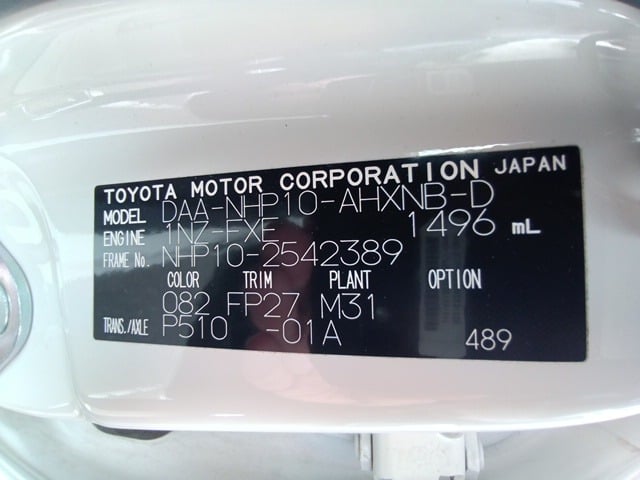 TOYOTA MOTOR CORPORATION JAPAN
MODEL DAA-NHP10-AHXNB-D
ENGINE 1NZ-FXE 1496 mL
FRAME No. NHP10-2542389
COLOR TRIM PLANT OPTION
082 FP27 M31
TRANS./AXLE P510 -01A 489